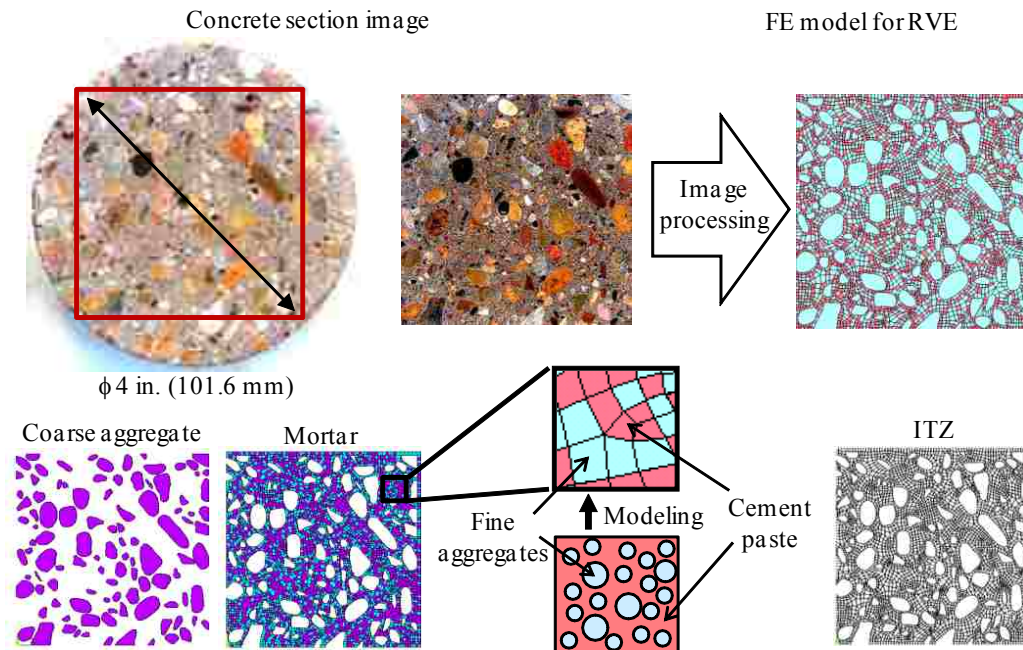 Concrete section image
FE model for RVE
Image
processing
ϕ 4 in. (101.6 mm)
Coarse aggregate
Mortar
ITZ
Fine
aggregates
Modeling
Cement
paste